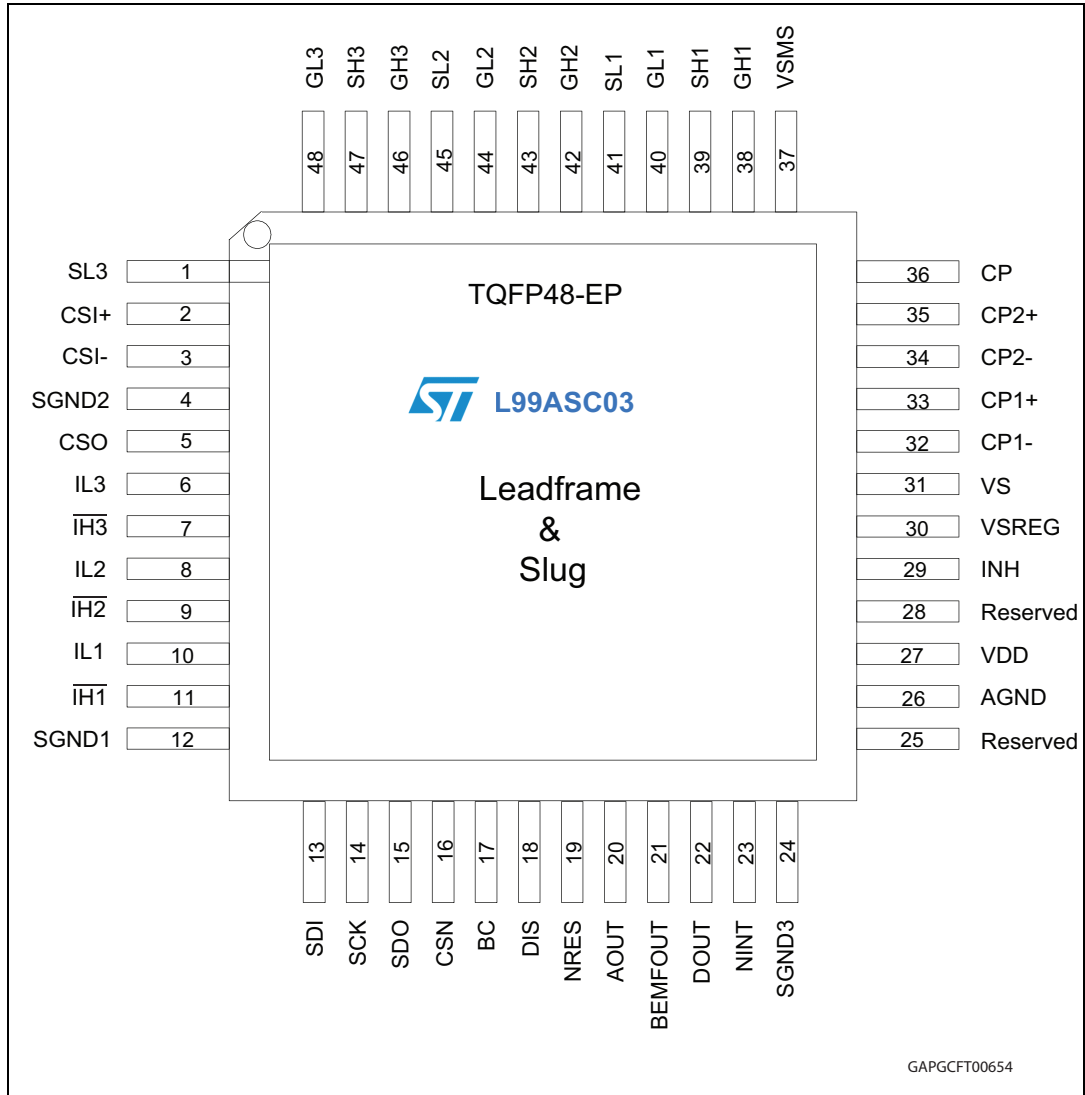 GL3 SH3 GH3 SL2 GL2 SH2 GH2 SL1 GL1 SH1 GH1 VSMS
48 47 46 45 44 43 42 41 40 39 38 37
SL3 1
CSI+ 2
CSI- 3
SGND2 4
CSO 5
IL3 6
I̅H̅3̅ 7
IL2 8
I̅H̅2̅ 9
IL1 10
I̅H̅1̅ 11
SGND1 12
TQFP48-EP
ST L99ASC03
Leadframe
&
Slug
36 CP
35 CP2+
34 CP2-
33 CP1+
32 CP1-
31 VS
30 VSREG
29 INH
28 Reserved
27 VDD
26 AGND
25 Reserved
13 14 15 16 17 18 19 20 21 22 23 24
SDI SCK SDO CSN BC DIS NRES AOUT BEMFOUT DOUT NINT SGND3
GAPGCFT00654